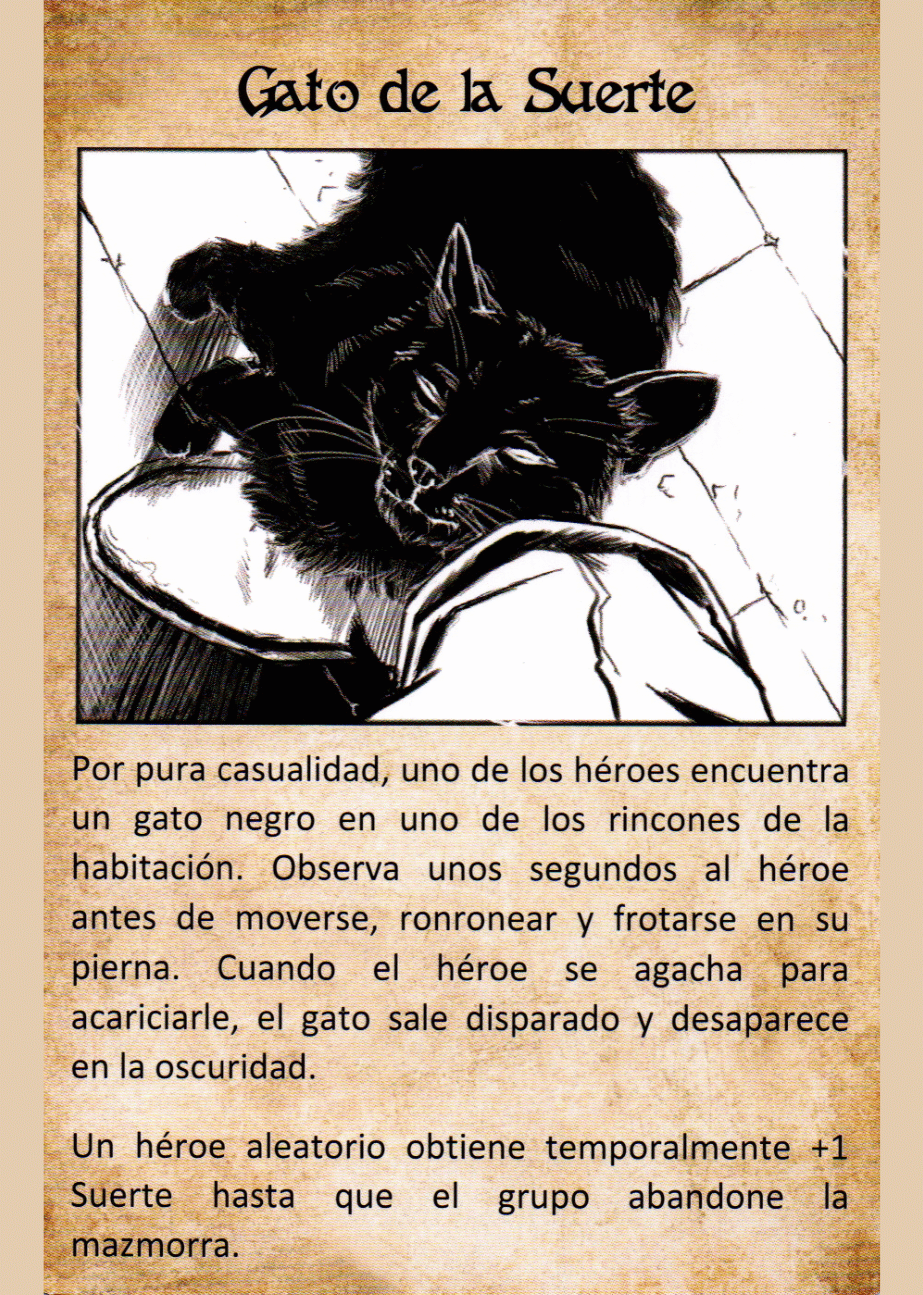 Gato de la Suerte
Por pura casualidad, uno de los héroes encuentra
un gato negro en uno de los rincones de la
habitación. Observa unos segundos al héroe
antes de moverse, ronronear y frotarse en su
pierna. Cuando el héroe se agacha para
acariciarle, el gato sale disparado y desaparece
en la oscuridad.
Un héroe aleatorio obtiene temporalmente +1
Suerte hasta que el grupo abandone la
mazmorra.